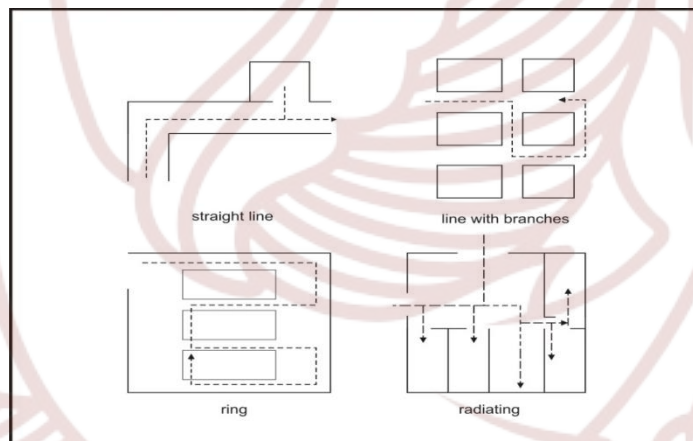 straight line
line with branches
ring
radiating